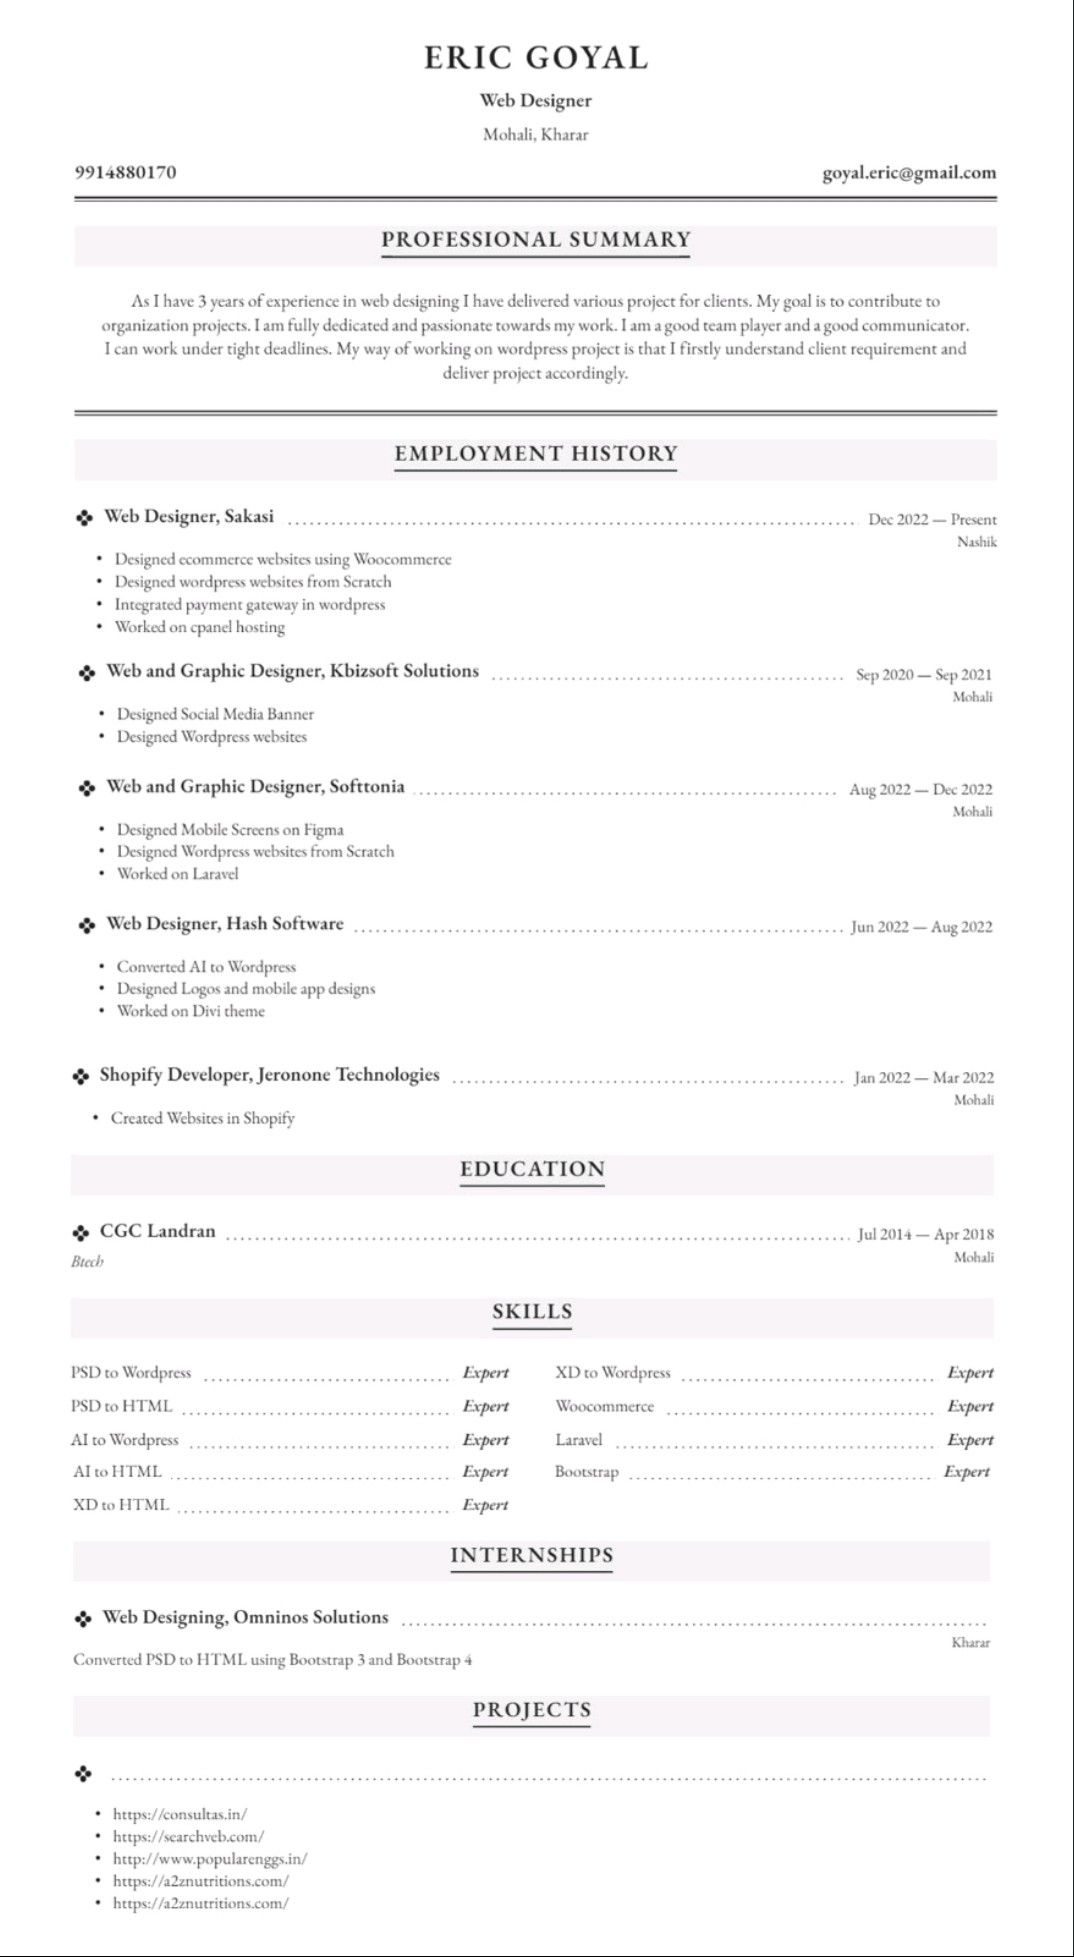 ERIC GOYAL
Web Designer
Mohali, Kharar
9914880170 goyal.eric@gmail.com
PROFESSIONAL SUMMARY
As I have 3 years of experience in web designing I have delivered various project for clients. My goal is to contribute to
organization projects. I am fully dedicated and passionate towards my work. I am a good team player and a good communicator.
I can work under tight deadlines. My way of working on wordpress project is that I firstly understand client requirement and
deliver project accordingly.
EMPLOYMENT HISTORY
Web Designer, Sakasi Dec 2022 — Present
Nashik
• Designed ecommerce websites using Woocommerce
• Designed wordpress websites from Scratch
• Integrated payment gateway in wordpress
• Worked on cpanel hosting
Web and Graphic Designer, Kbizsoft Solutions Sep 2020 — Sep 2021
Mohali
• Designed Social Media Banner
• Designed Wordpress websites
Web and Graphic Designer, Softtonia Aug 2022 — Dec 2022
Mohali
• Designed Mobile Screens on Figma
• Designed Wordpress websites from Scratch
• Worked on Laravel
Web Designer, Hash Software Jun 2022 — Aug 2022
• Converted AI to Wordpress
• Designed Logos and mobile app designs
• Worked on Divi theme
Shopify Developer, Jeronone Technologies Jan 2022 — Mar 2022
Mohali
• Created Websites in Shopify
EDUCATION
CGC Landran Jul 2014 — Apr 2018
Btech Mohali
SKILLS
PSD to Wordpress Expert XD to Wordpress Expert
PSD to HTML Expert Woocommerce Expert
AI to Wordpress Expert Laravel Expert
AI to HTML Expert Bootstrap Expert
XD to HTML Expert
INTERNSHIPS
Web Designing, Omninos Solutions
Kharar
Converted PSD to HTML using Bootstrap 3 and Bootstrap 4
PROJECTS
• https://consultas.in/
• https://searchveb.com/
• http://www.popularenggs.in/
• https://a2znutritions.com/
• https://a2znutritions.com/